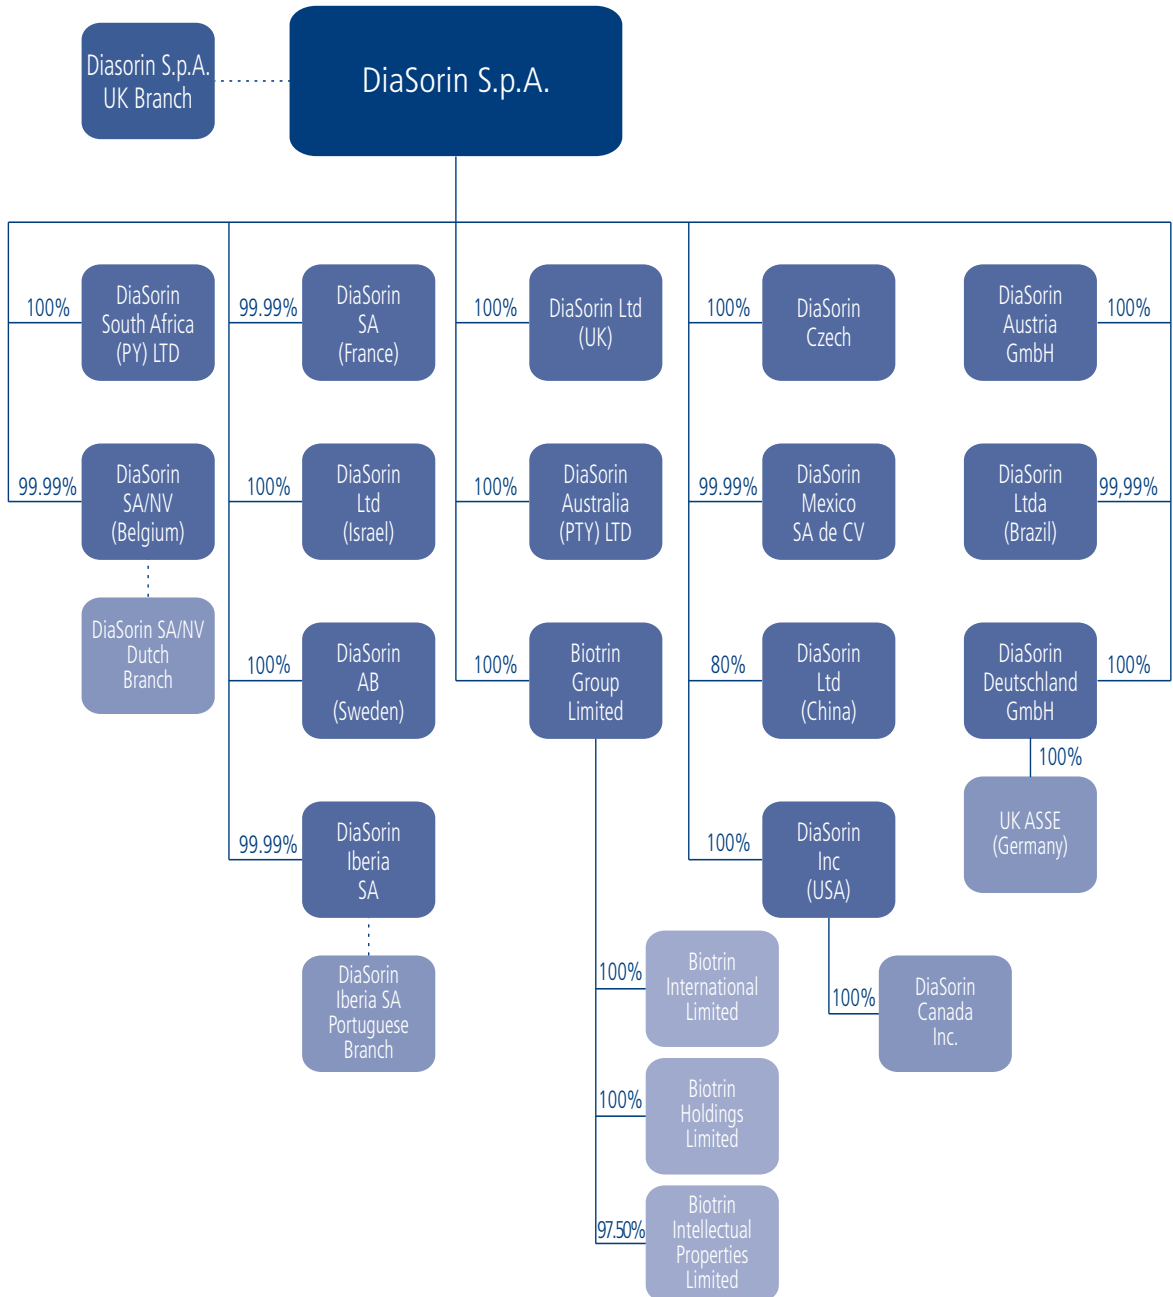 Diasorin S.p.A.
UK Branch
DiaSorin S.p.A.
100%
DiaSorin
South Africa
(PY) LTD
99.99%
DiaSorin
SA
(France)
100%
DiaSorin Ltd
(UK)
100%
DiaSorin
Czech
DiaSorin
Austria
GmbH
100%
99.99%
DiaSorin
SA/NV
(Belgium)
100%
DiaSorin
Ltd
(Israel)
100%
DiaSorin
Australia
(PTY) LTD
99.99%
DiaSorin
Mexico
SA de CV
DiaSorin
Ltda
(Brazil)
99,99%
DiaSorin SA/NV
Dutch
Branch
100%
DiaSorin
AB
(Sweden)
100%
Biotrin
Group
Limited
80%
DiaSorin
Ltd
(China)
DiaSorin
Deutschland
GmbH
100%
100%
UK ASSE
(Germany)
99.99%
DiaSorin
Iberia
SA
100%
DiaSorin
Inc
(USA)
DiaSorin
Iberia SA
Portuguese
Branch
100%
Biotrin
International
Limited
100%
DiaSorin
Canada
Inc.
100%
Biotrin
Holdings
Limited
97.50%
Biotrin
Intellectual
Properties
Limited